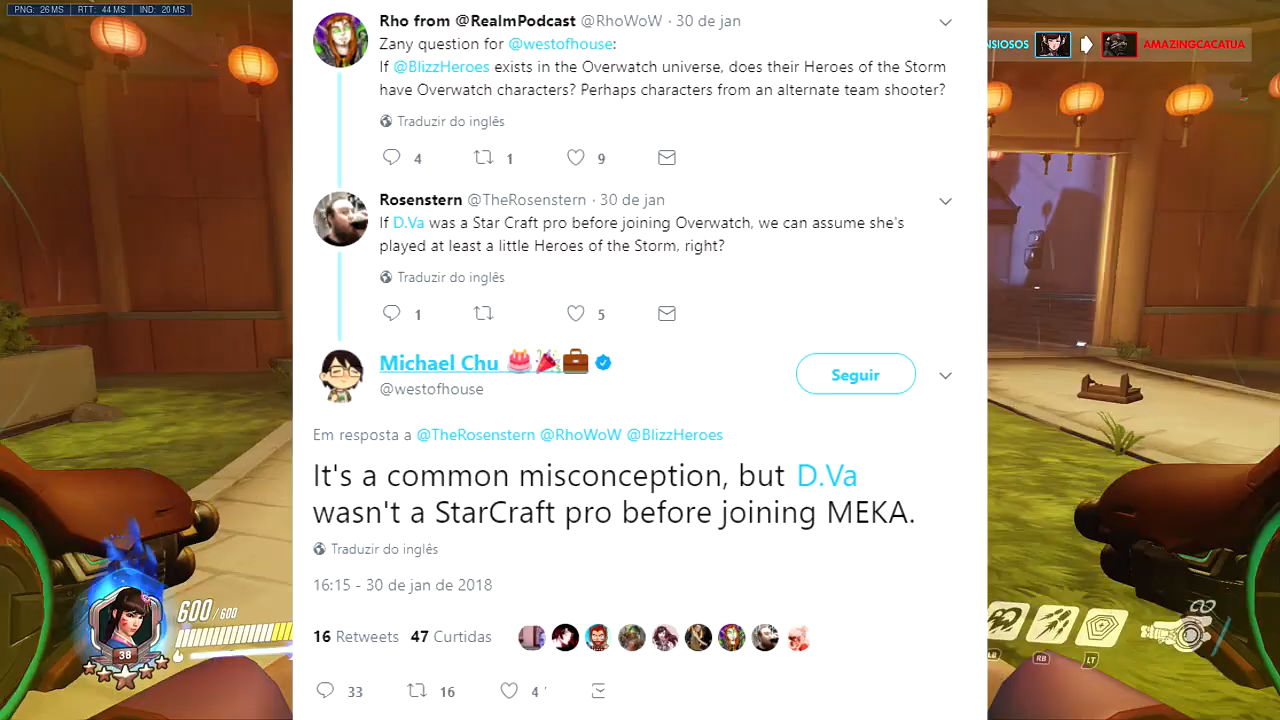 PNG: 26 MS RTT: 44 MS IND: 20 MS
Rho from @RealmPodcast @RhoWoW · 30 de jan
Zany question for @westofhouse:
If @BlizzHeroes exists in the Overwatch universe, does their Heroes of the Storm
have Overwatch characters? Perhaps characters from an alternate team shooter?
Traduzir do inglês
4 1 9
NSIOSOS AMAZINGCACATUA
Rosenstern @TheRosenstern · 30 de jan
If D.Va was a Star Craft pro before joining Overwatch, we can assume she's
played at least a little Heroes of the Storm, right?
Traduzir do inglês
1 5
Michael Chu
@westofhouse
Seguir
Em resposta a @TheRosenstern @RhoWoW @BlizzHeroes
It's a common misconception, but D.Va
wasn't a StarCraft pro before joining MEKA.
Traduzir do inglês
16:15 - 30 de jan de 2018
16 Retweets 47 Curtidas
33 16 4
600/600
38
RB LT